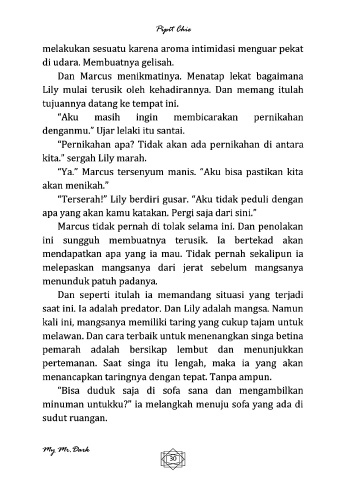 Pipit Chie
melakukan sesuatu karena aroma intimidasi menguar pekat
di udara. Membuatnya gelisah.
Dan Marcus menikmatinya. Menatap lekat bagaimana
Lily mulai terusik oleh kehadirannya. Dan memang itulah
tujuannya datang ke tempat ini.
“Aku masih ingin membicarakan pernikahan
denganmu.” Ujar lelaki itu santai.
“Pernikahan apa? Tidak akan ada pernikahan di antara
kita.” sergah Lily marah.
“Ya.” Marcus tersenyum manis. “Aku bisa pastikan kita
akan menikah.”
“Terserah!” Lily berdiri gusar. “Aku tidak peduli dengan
apa yang akan kamu katakan. Pergi saja dari sini.”
Marcus tidak pernah di tolak selama ini. Dan penolakan
ini sungguh membuatnya terusik. Ia bertekad akan
mendapatkan apa yang ia mau. Tidak pernah sekalipun ia
melepaskan mangsanya dari jerat sebelum mangsanya
menunduk patuh padanya.
Dan seperti itulah ia memandang situasi yang terjadi
saat ini. Ia adalah predator. Dan Lily adalah mangsa. Namun
kali ini, mangsanya memiliki taring yang cukup tajam untuk
melawan. Dan cara terbaik untuk menenangkan singa betina
pemarah adalah bersikap lembut dan menunjukkan
pertemanan. Saat singa itu lengah, maka ia yang akan
menancapkan taringnya dengan tepat. Tanpa ampun.
“Bisa duduk saja di sofa sana dan mengambilkan
minuman untukku?” ia melangkah menuju sofa yang ada di
sudut ruangan.
My Mr.Dark
30